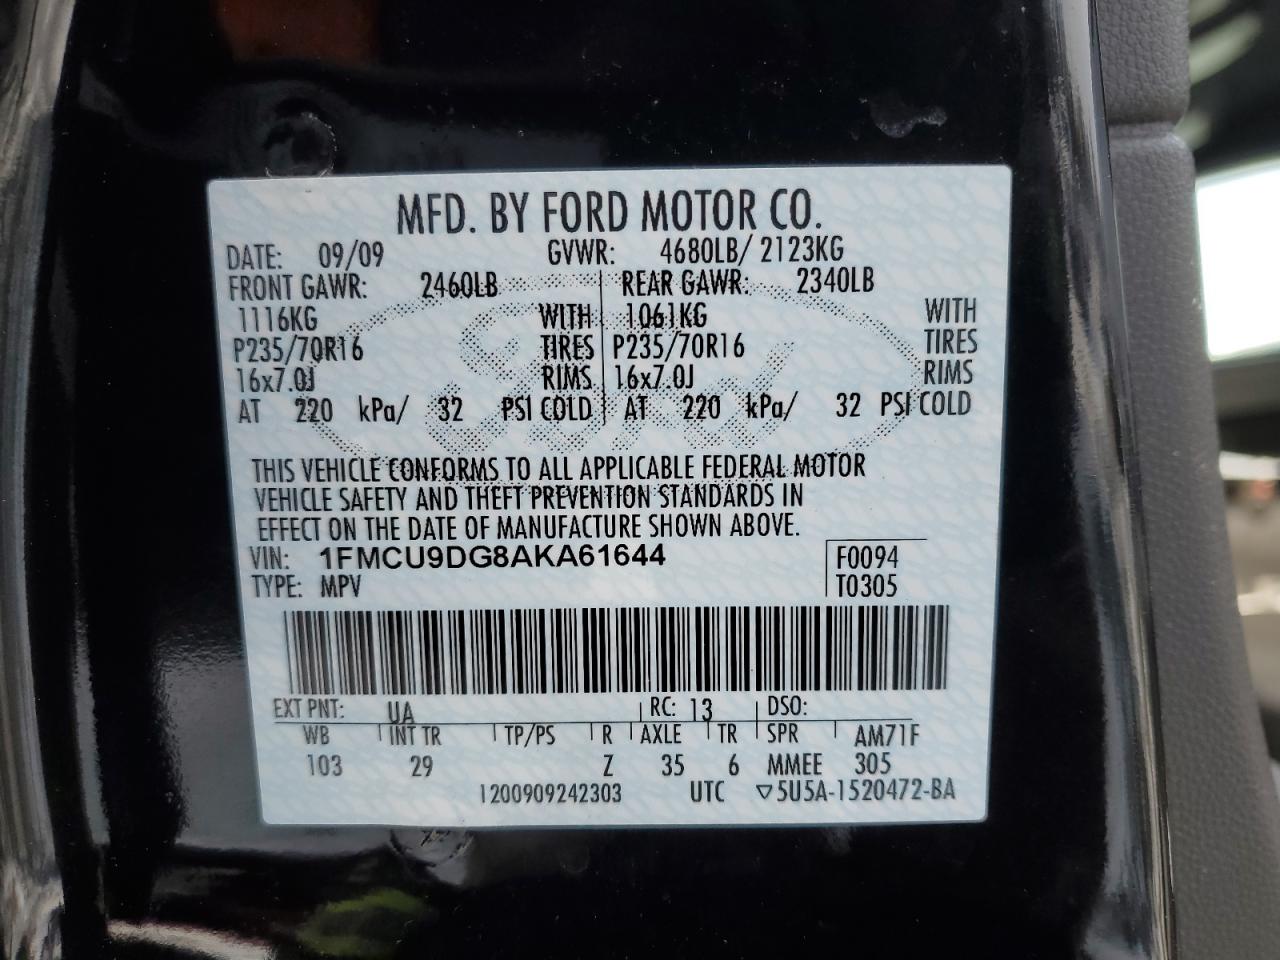 MFD. BY FORD MOTOR CO.
DATE: 09/09 GVWR: 4680LB/ 2123KG
FRONT GAWR: 2460LB REAR GAWR: 2340LB
1116KG WITH 1061KG WITH
P235/70R16 TIRES P235/70R16 TIRES
16x7.0J RIMS 16x7.0J RIMS
AT 220 kPa/ 32 PSI COLD AT 220 kPa/ 32 PSI COLD
Ford
THIS VEHICLE CONFORMS TO ALL APPLICABLE FEDERAL MOTOR
VEHICLE SAFETY AND THEFT PREVENTION STANDARDS IN
EFFECT ON THE DATE OF MANUFACTURE SHOWN ABOVE.
VIN: 1FMCU9DG8AKA61644 F0094
TYPE: MPV T0305
EXT PNT: UA RC: 13 DSO:
WB INT TR TP/PS R AXLE TR SPR AM71F
103 29 Z 35 6 MMEE 305
1200909242303 UTC ▽5U5A-1520472-BA